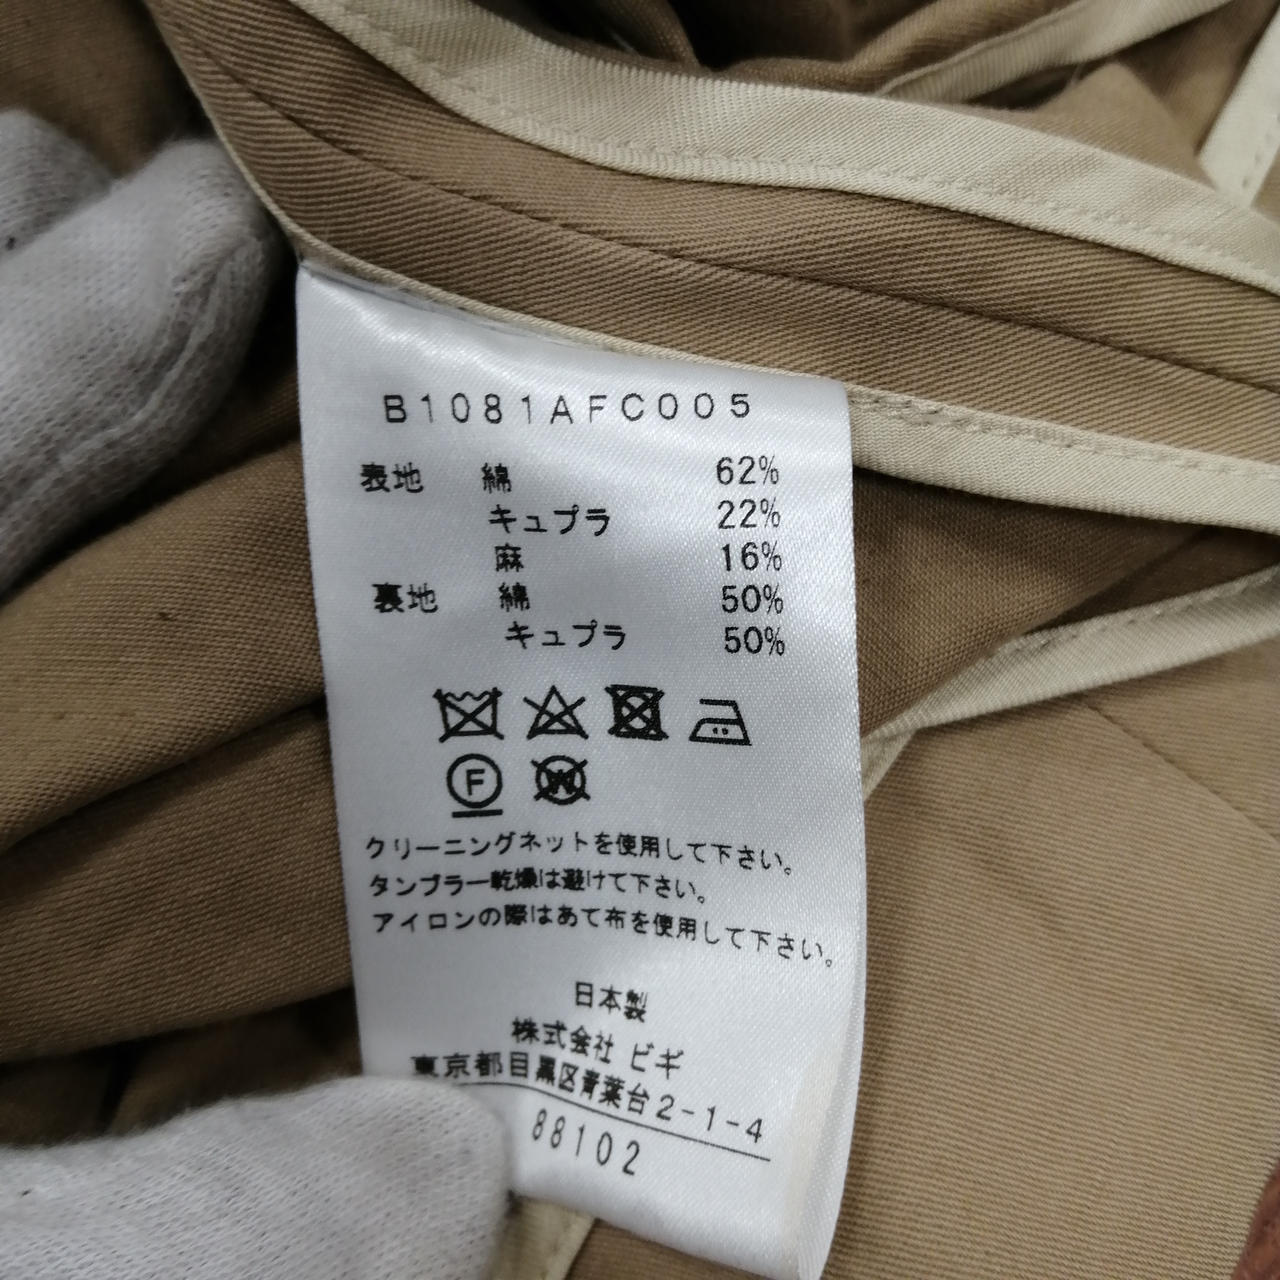 B1081AFC005
表地 綿 62%
キュプラ 22%
麻 16%
裏地 綿 50%
キュプラ 50%
F W
クリーニングネットを使用して下さい。
タンブラー乾燥は避けて下さい。
アイロンの際はあて布を使用して下さい。
日本製
株式会社 ビギ
東京都目黒区青葉台2-1-4
88102